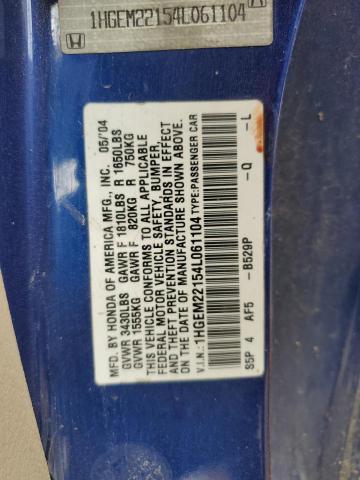 1HGEM22154L061104
MFD. BY HONDA OF AMERICA MFG., INC. 05/'04
GVWR 3430LBS GAWR F 1810LBS R 1650LBS
GVWR 1555KG GAWR F 820KG R 750KG
THIS VEHICLE CONFORMS TO ALL APPLICABLE
FEDERAL MOTOR VEHICLE SAFETY, BUMPER,
AND THEFT PREVENTION STANDARDS IN EFFECT
ON THE DATE OF MANUFACTURE SHOWN ABOVE.
V.I.N.: 1HGEM22154L061104 TYPE:PASSENGER CAR
S5P 4 AF5 -B529P -Q -L